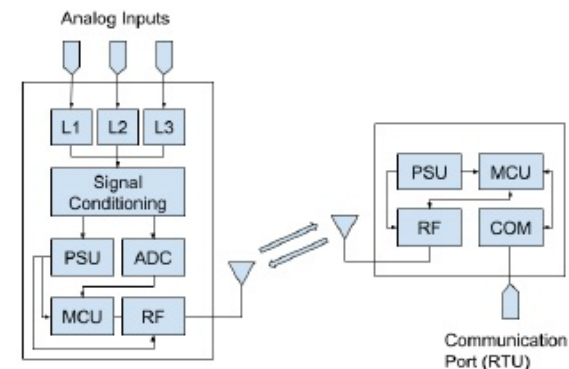 Analog Inputs
L1 L2 L3
Signal
Conditioning
PSU ADC
MCU RF
PSU MCU
RF COM
Communication
Port (RTU)